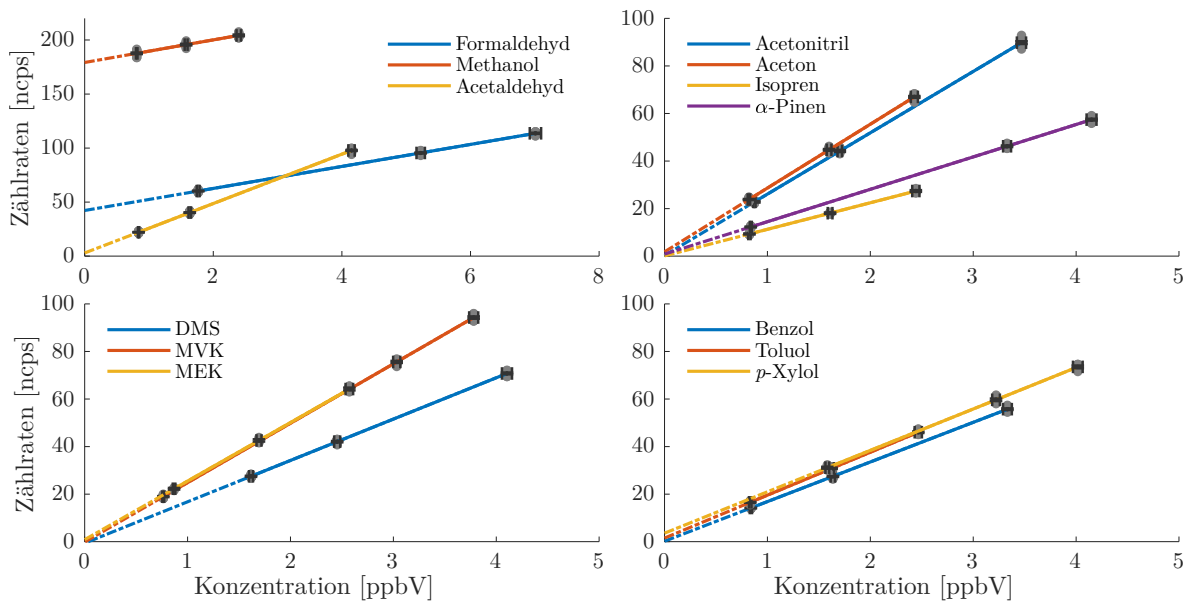 Zählraten [ncps]
200
150
100
50
0
0 2 4 6 8
Formaldehyd
Methanol
Acetaldehyd
100
80
60
40
20
0
0 1 2 3 4 5
Acetonitril
Aceton
Isopren
α-Pinen
Zählraten [ncps]
100
80
60
40
20
0
0 1 2 3 4 5
Konzentration [ppbV]
DMS
MVK
MEK
100
80
60
40
20
0
0 1 2 3 4 5
Konzentration [ppbV]
Benzol
Toluol
p-Xylol